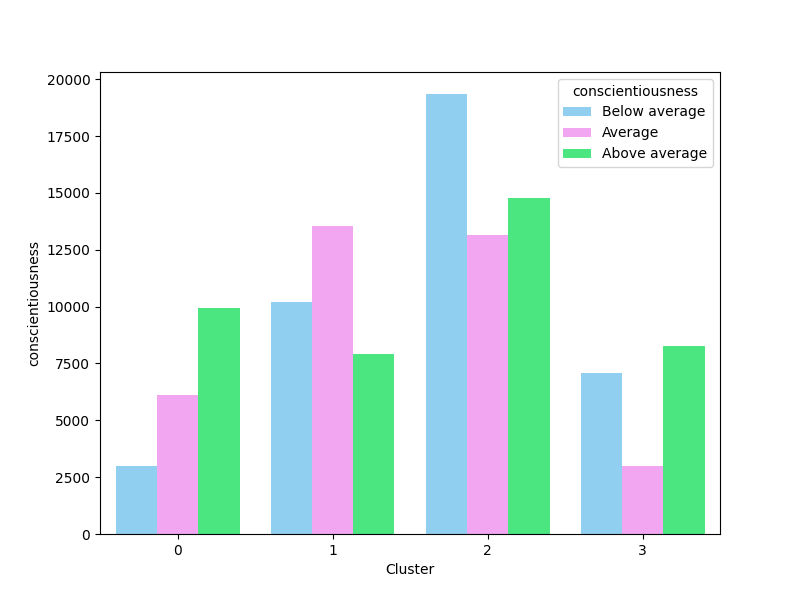 20000
17500
15000
12500
10000
7500
5000
2500
0
conscientiousness
conscientiousness
Below average
Average
Above average
0 1 2 3
Cluster